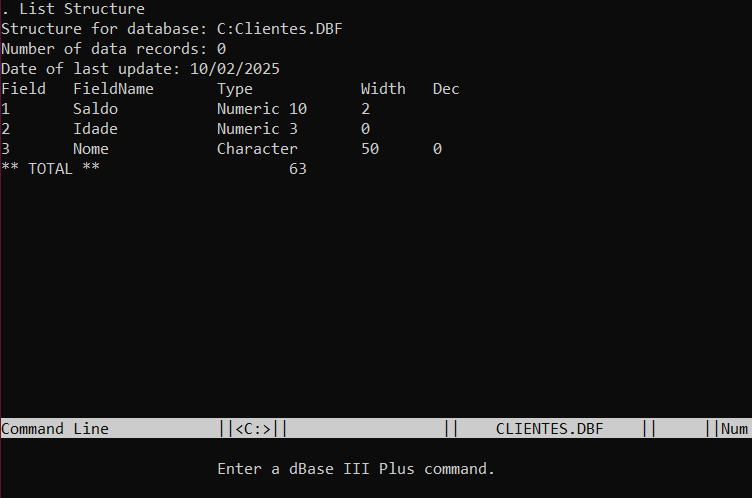 . List Structure
Structure for database: C:Clientes.DBF
Number of data records: 0
Date of last update: 10/02/2025
Field   FieldName       Type            Width   Dec
1       Saldo           Numeric 10      2
2       Idade           Numeric 3       0
3       Nome            Character       50      0
** TOTAL **                     63
Command Line            ||<C:>||                 ||    CLIENTES.DBF    ||     ||Num
Enter a dBase III Plus command.